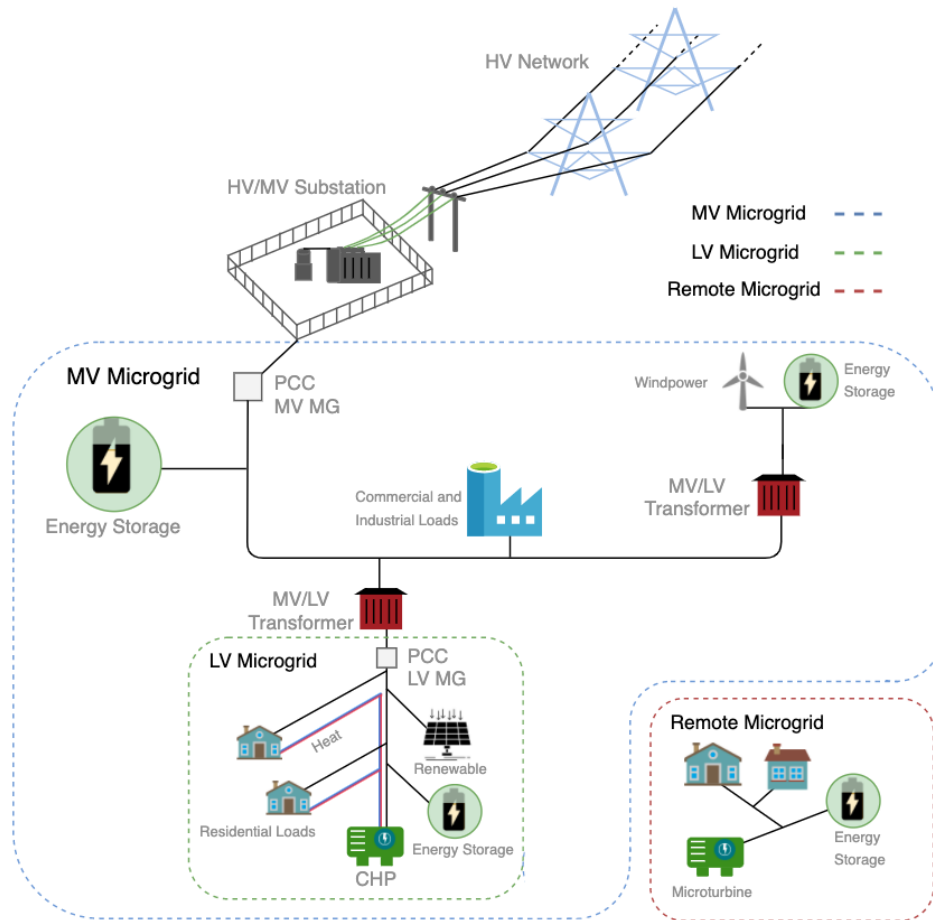 HV Network
HV/MV Substation
MV Microgrid
LV Microgrid
Remote Microgrid
MV Microgrid
PCC
MV MG
Windpower
Energy
Storage
Energy Storage
Commercial and
Industrial Loads
MV/LV
Transformer
MV/LV
Transformer
LV Microgrid
PCC
LV MG
Heat
Renewable
Residential Loads
Energy Storage
CHP
Remote Microgrid
Energy
Storage
Microturbine